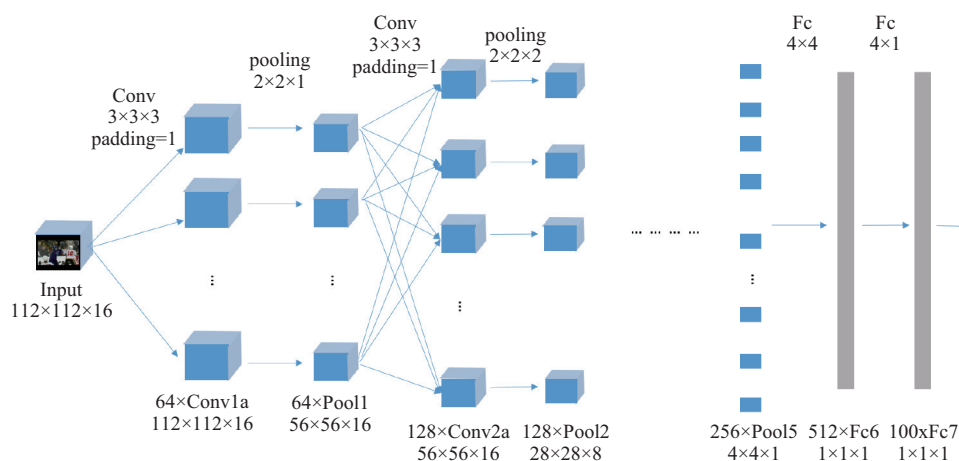 Conv
3×3×3
padding=1
pooling
2×2×1
Conv
3×3×3
padding=1
pooling
2×2×2
Fc
4×4
Fc
4×1
Input
112×112×16
...
...
...
.... .... .... ....
...
64×Conv1a
112×112×16
64×Pool1
56×56×16
128×Conv2a
56×56×16
128×Pool2
28×28×8
256×Pool5
4×4×1
512×Fc6
1×1×1
100xFc7
1×1×1